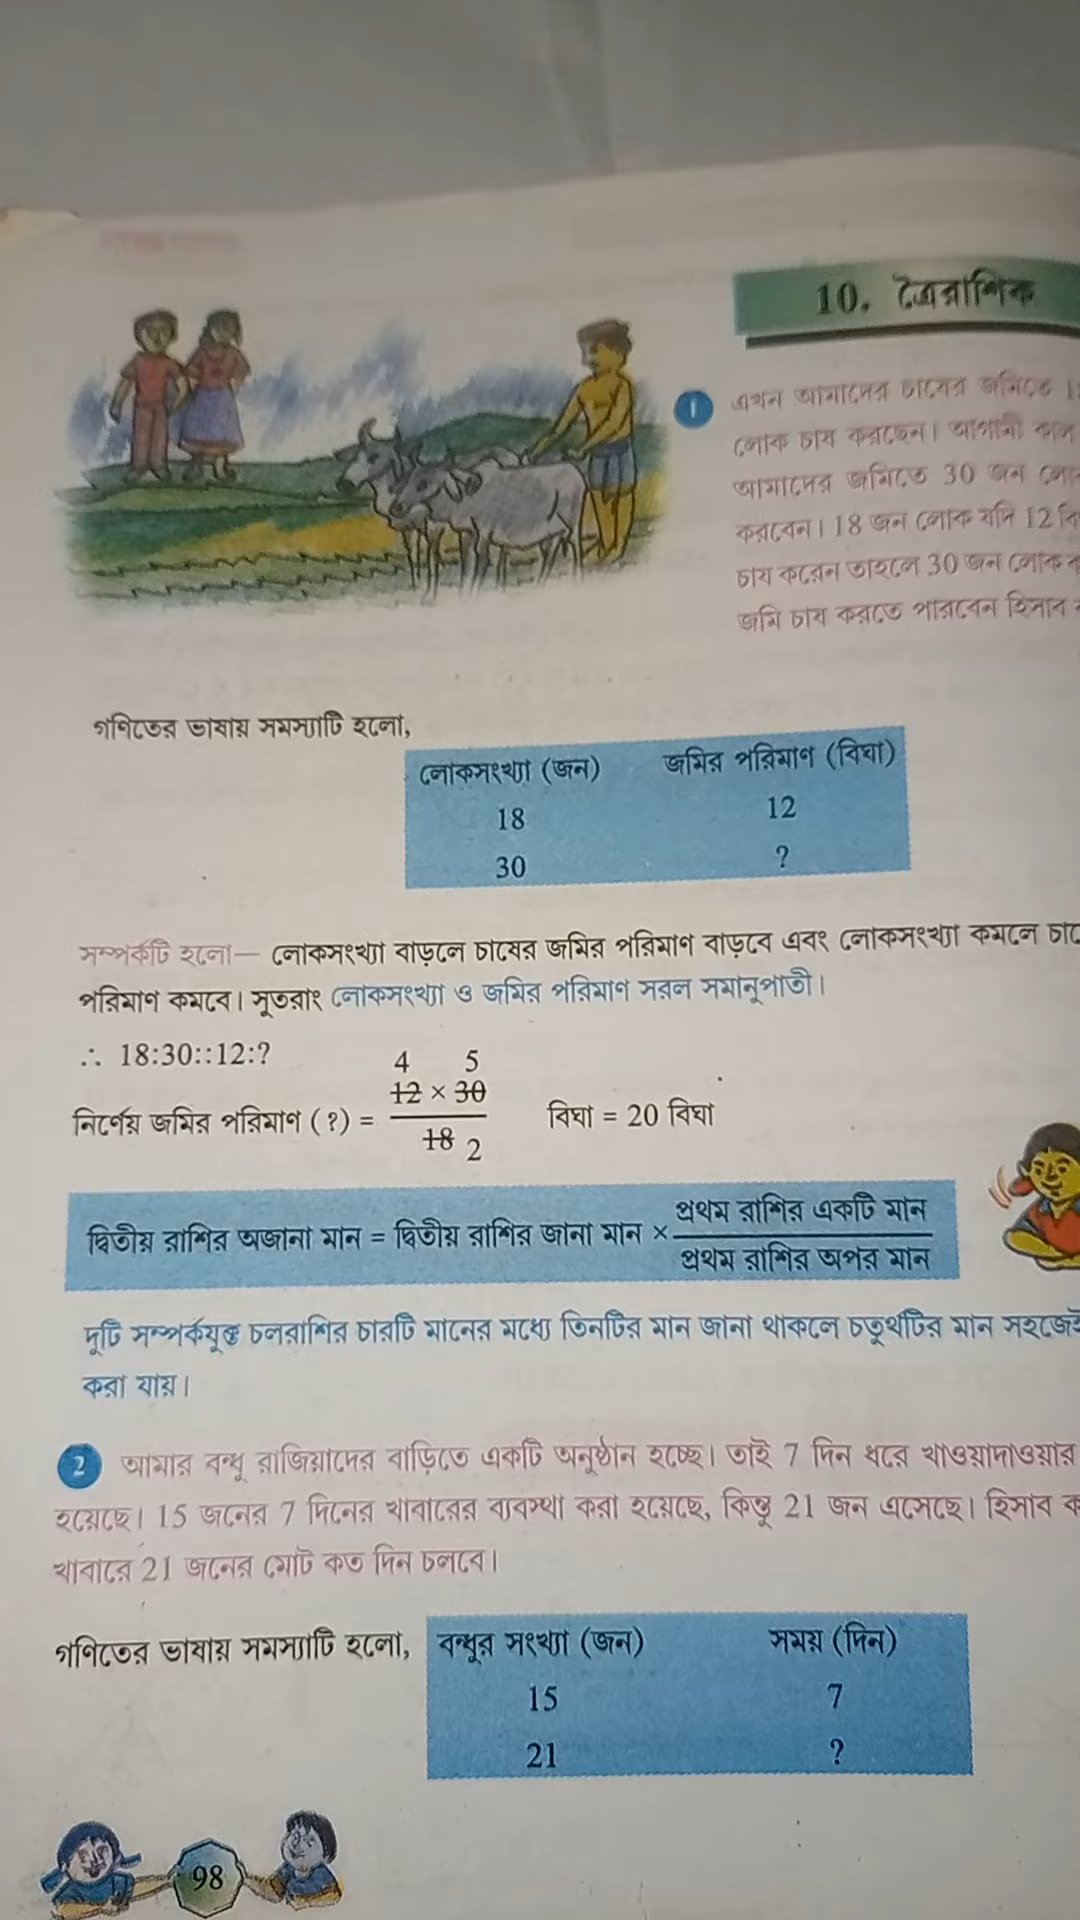 10. ত্রৈরাশিক
1 এখন আমাদের চাষের জমিতে
লোক চাষ করছেন। আগামী কাল
আমাদের জমিতে 30 জন
করবেন। 18 জন লোক যদি 12
চাষ করেন তাহলে 30 জন লোক
জমি চাষ করতে পারবেন হিসাব
গণিতের ভাষায় সমস্যাটি হলো,
লোকসংখ্যা (জন) জমির পরিমাণ (বিঘা)
18 12
30 ?
সম্পর্কটি হলো— লোকসংখ্যা বাড়লে চাষের জমির পরিমাণ বাড়বে এবং লোকসংখ্যা কমলে
পরিমাণ কমবে। সুতরাং লোকসংখ্যা ও জমির পরিমাণ সরল সমানুপাতী।
∴ 18:30::12:?
4 5
নির্ণেয় জমির পরিমাণ (?) = 12 × 30 বিঘা = 20 বিঘা
18 2
দ্বিতীয় রাশির অজানা মান = দ্বিতীয় রাশির জানা মান × প্রথম রাশির একটি মান
প্রথম রাশির অপর মান
দুটি সম্পর্কযুক্ত চলরাশির চারটি মানের মধ্যে তিনটির মান জানা থাকলে চতুর্থটির মান সহজেই
করা যায়।
2 আমার বন্ধু রাজিয়াদের বাড়িতে একটি অনুষ্ঠান হচ্ছে। তাই 7 দিন ধরে খাওয়াদাওয়ার
হয়েছে। 15 জনের 7 দিনের খাবারের ব্যবস্থা করা হয়েছে, কিন্তু 21 জন এসেছে। হিসাব
খাবারে 21 জনের মোট কত দিন চলবে।
গণিতের ভাষায় সমস্যাটি হলো, বন্ধুর সংখ্যা (জন) সময় (দিন)
15 7
21 ?
98